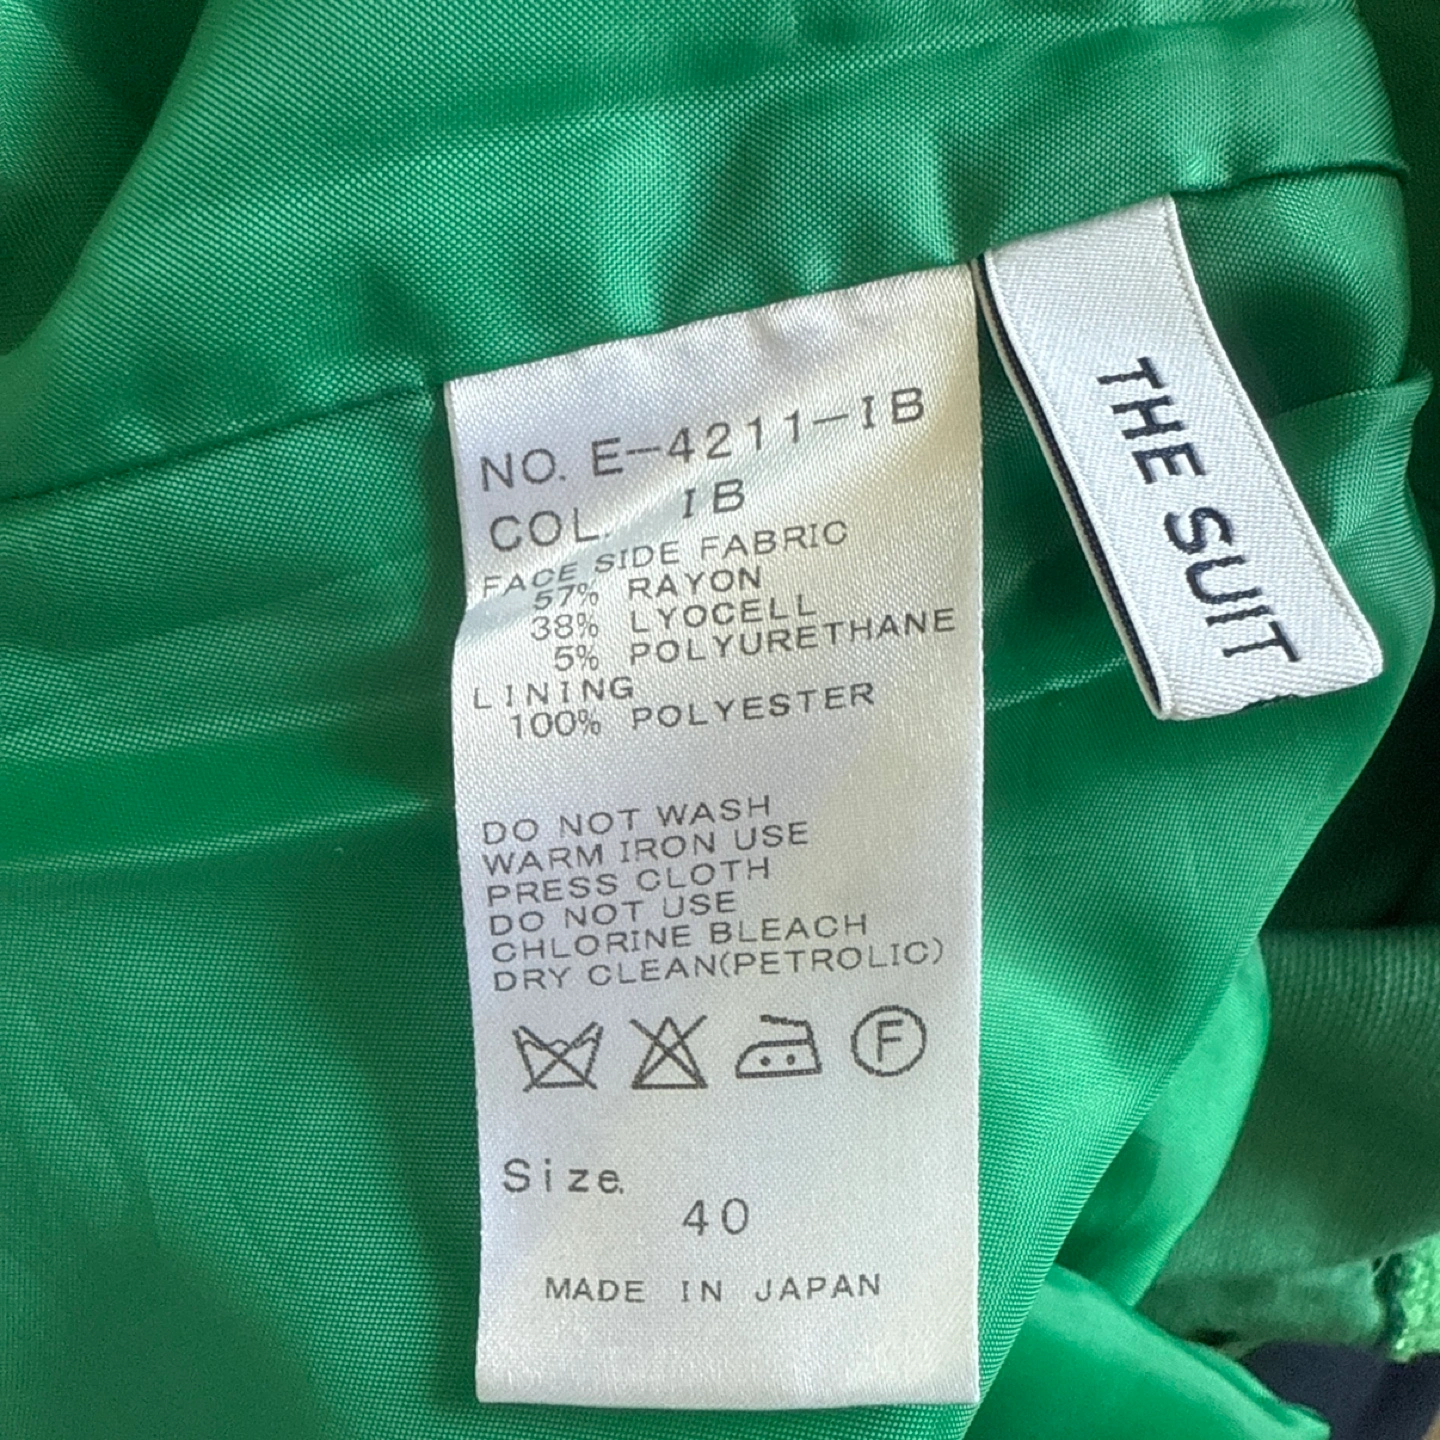 NO. E-4211-IB
COL. IB
FACE SIDE FABRIC
57% RAYON
38% LYOCELL
5% POLYURETHANE
LINING
100% POLYESTER
DO NOT WASH
WARM IRON USE
PRESS CLOTH
DO NOT USE
CHLORINE BLEACH
DRY CLEAN(PETROLIC)
F
Size.
40
MADE IN JAPAN
THE SUIT